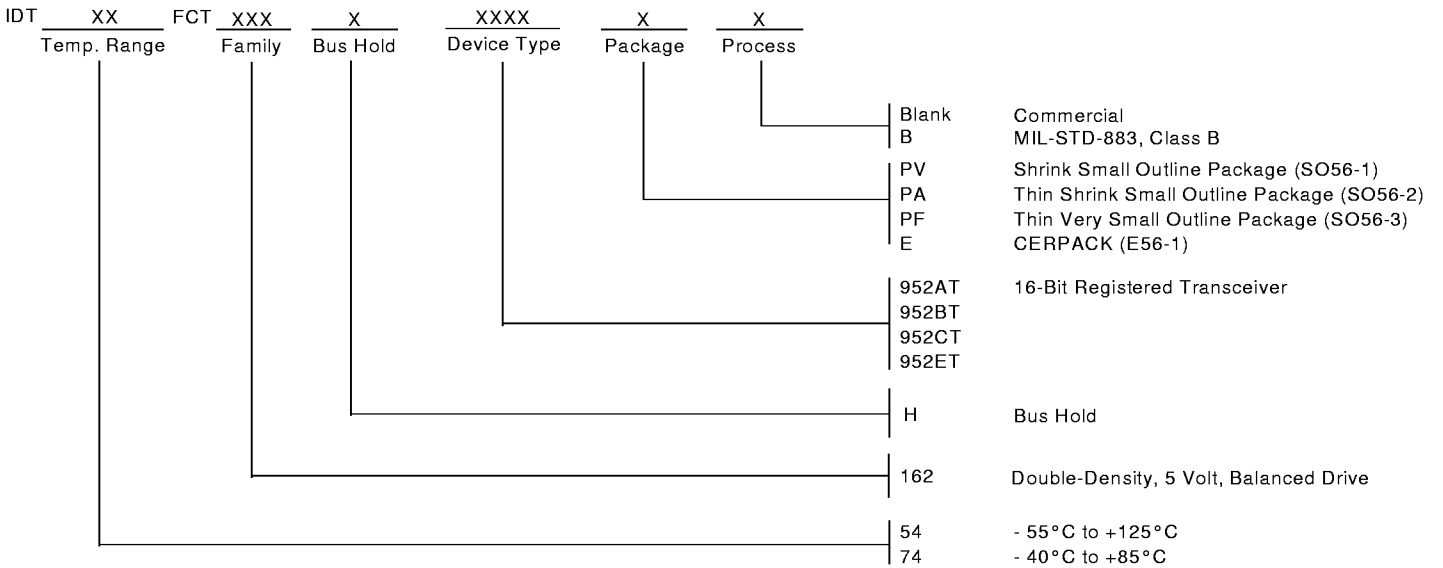 IDT XX FCT XXX X XXXX X X
Temp. Range Family Bus Hold Device Type Package Process
Blank Commercial
B MIL-STD-883, Class B
PV Shrink Small Outline Package (SO56-1)
PA Thin Shrink Small Outline Package (SO56-2)
PF Thin Very Small Outline Package (SO56-3)
E CERPACK (E56-1)
952AT 16-Bit Registered Transceiver
952BT
952CT
952ET
H Bus Hold
162 Double-Density, 5 Volt, Balanced Drive
54 - 55°C to +125°C
74 - 40°C to +85°C